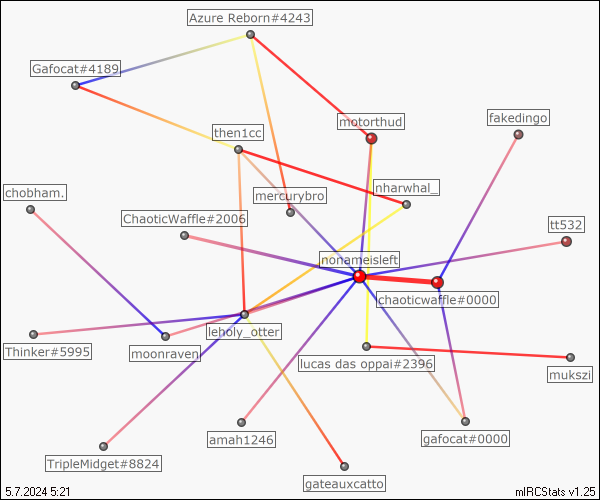 Azure Reborn#4243
Gafocat#4189
then1cc
motorthud
fakedingo
chobham.
mercurybro
nharwhal_
ChaoticWaffle#2006
tt532
nonameisleft
chaoticwaffle#0000
leholy_otter
Thinker#5995
moonraven
lucas das oppai#2396
mukszi
amah1246
gafocat#0000
TripleMidget#8824
gateauxcatto
5.7.2024 5:21
mIRCStats v1.25